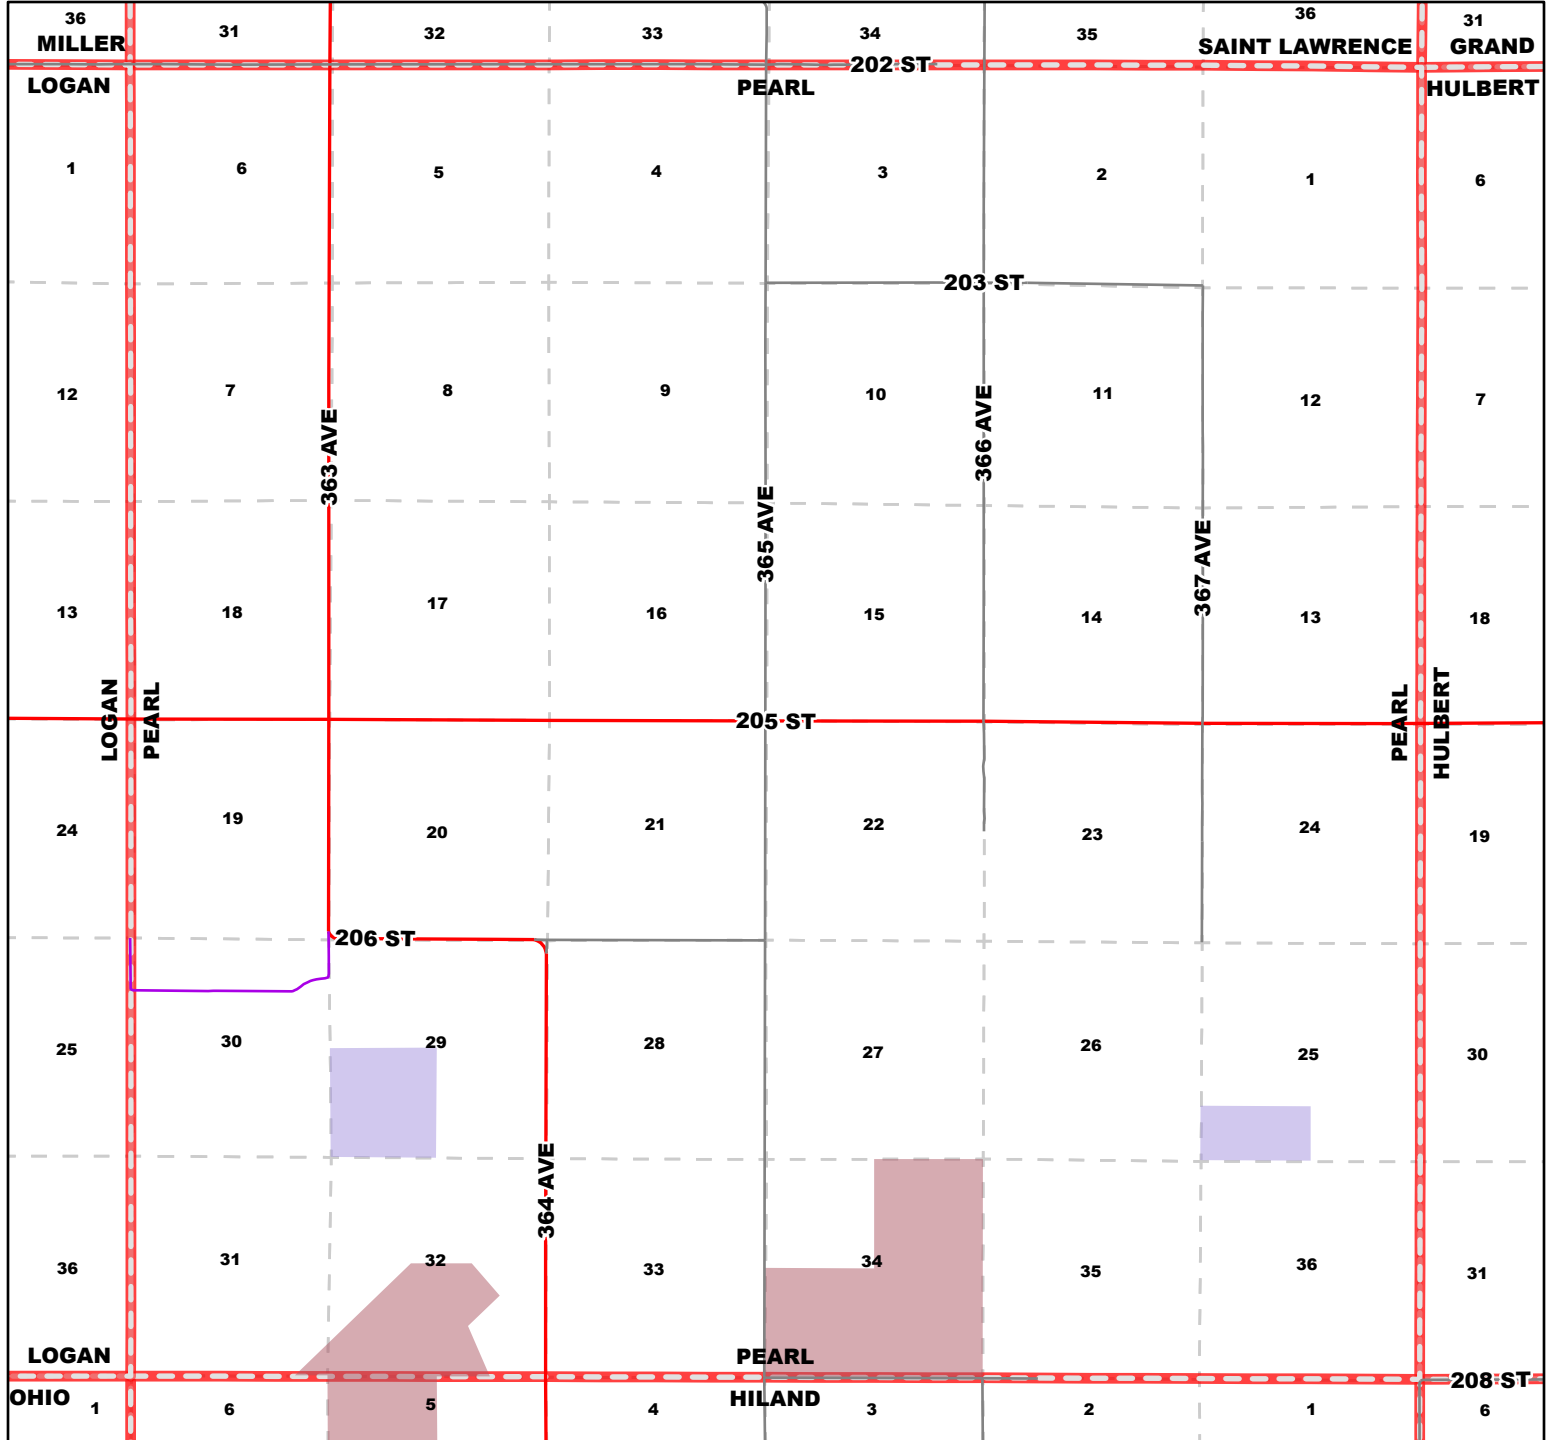 36 31 32 33 34 35 36 31
MILLER SAINT LAWRENCE GRAND
202 ST
LOGAN PEARL HULBERT
1 6 5 4 3 2 1 6
203 ST
12 7 8 9 10 11 12 7
363 AVE
366 AVE
365 AVE
367 AVE
13 18 17 16 15 14 13 18
LOGAN
PEARL
PEARL
HULBERT
205 ST
24 19 20 21 22 23 24 19
206 ST
25 30 29 28 27 26 25 30
364 AVE
36 31 32 33 34 35 36 31
LOGAN PEARL
208 ST
OHIO HILAND
1 6 5 4 3 2 1 6